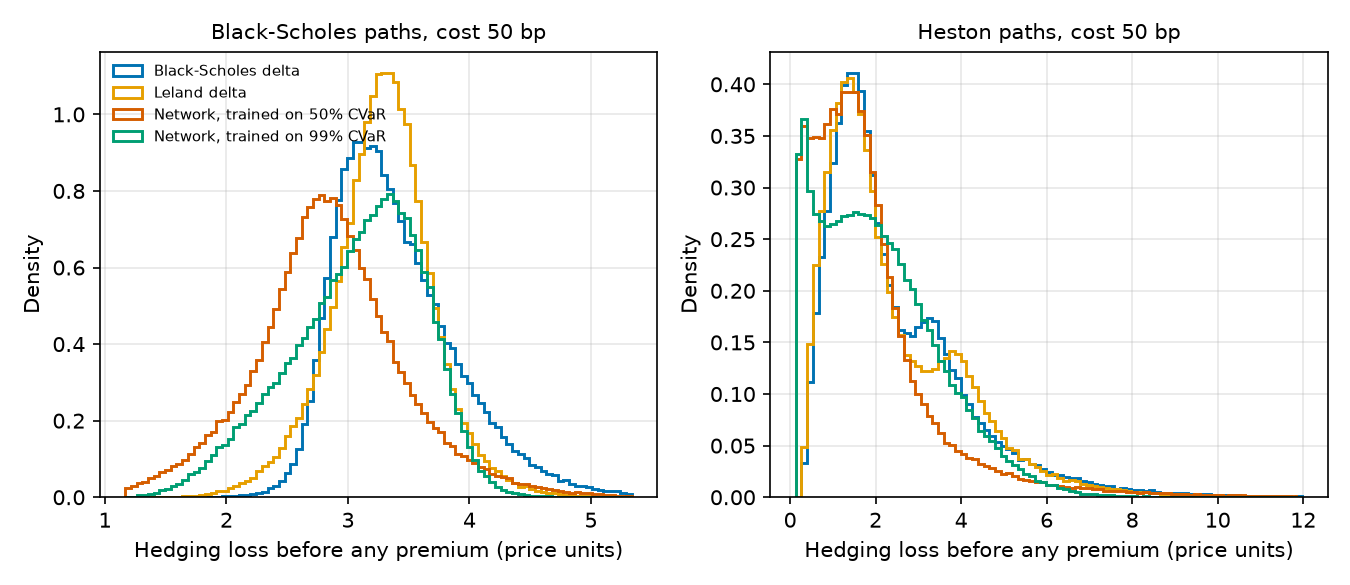 Black-Scholes paths, cost 50 bp
Black-Scholes delta
Leland delta
Network, trained on 50% CVaR
Network, trained on 99% CVaR
Density
1.0
0.8
0.6
0.4
0.2
0.0
1 2 3 4 5
Hedging loss before any premium (price units)
Heston paths, cost 50 bp
Density
0.40
0.35
0.30
0.25
0.20
0.15
0.10
0.05
0.00
0 2 4 6 8 10 12
Hedging loss before any premium (price units)